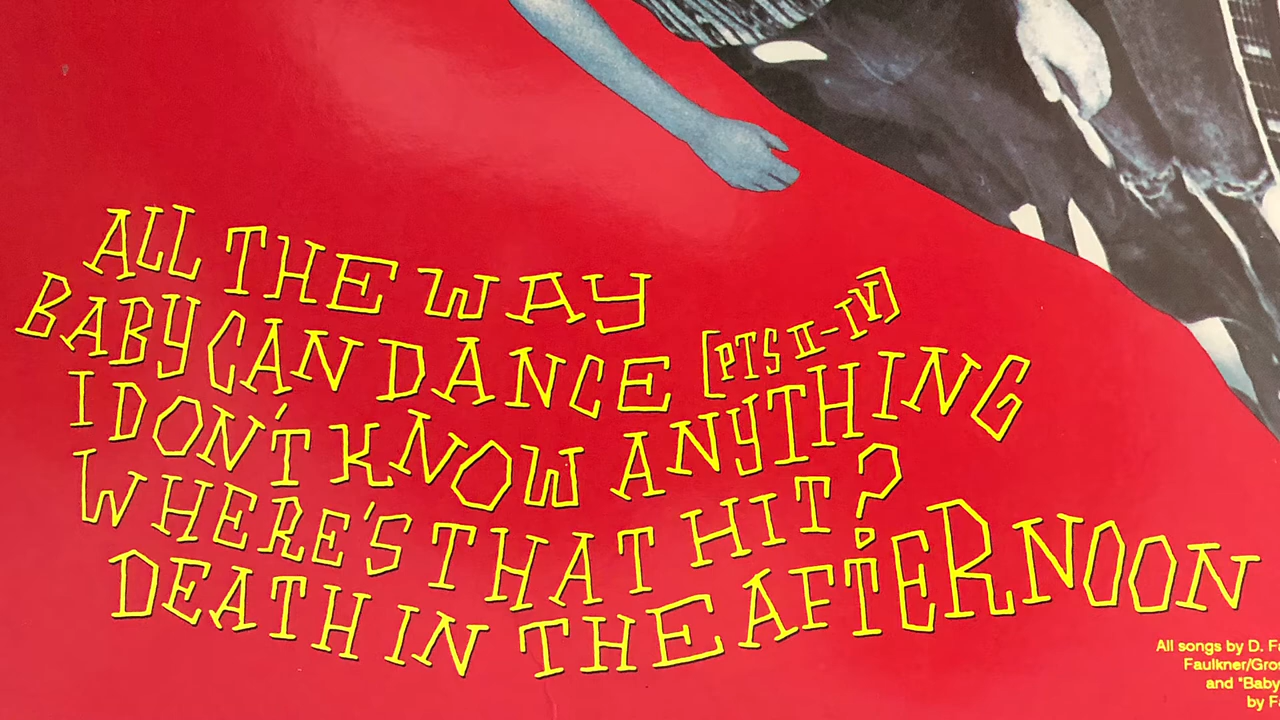 ALL THE WAY
BABY CAN DANCE [PTS II-IV]
I DON'T KNOW ANYTHING
WHERE'S THAT HIT?
DEATH IN THE AFTERNOON
All songs by D. F
Faulkner/Gros
and "Baby
by F